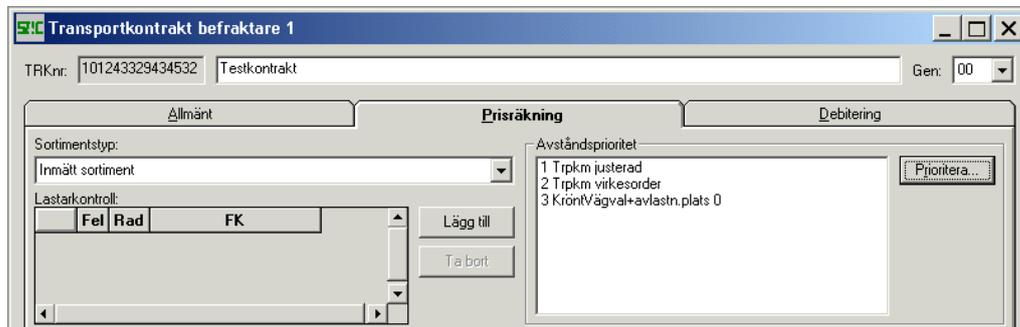 S!C Transportkontrakt befraktare 1
TRKnr: 101243329434532 Testkontrakt Gen: 00
Allmänt Prisräkning Debitering
Sortimentstyp:
Inmätt sortiment
Lastarkontroll:
Fel Rad FK
Lägg till
Ta bort
Avståndsprioritet
1 Trpkm justerad
2 Trpkm virkesorder
3 KröntVägval+avlastn.plats 0
Prioritera...